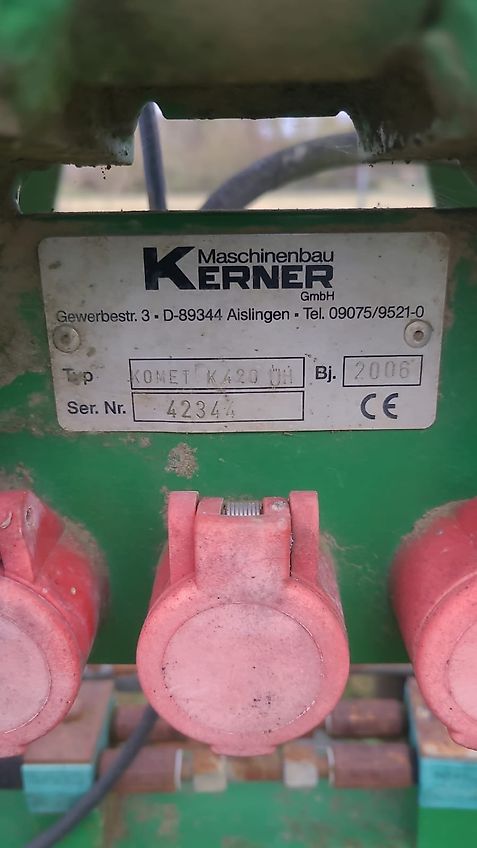 Maschinenbau
KERNER
GmbH
Gewerbestr. 3 ▪ D-89344 Aislingen ▪ Tel. 09075/9521-0
Typ KOMET K420 ÜH Bj. 2006
Ser. Nr. 42344 CE